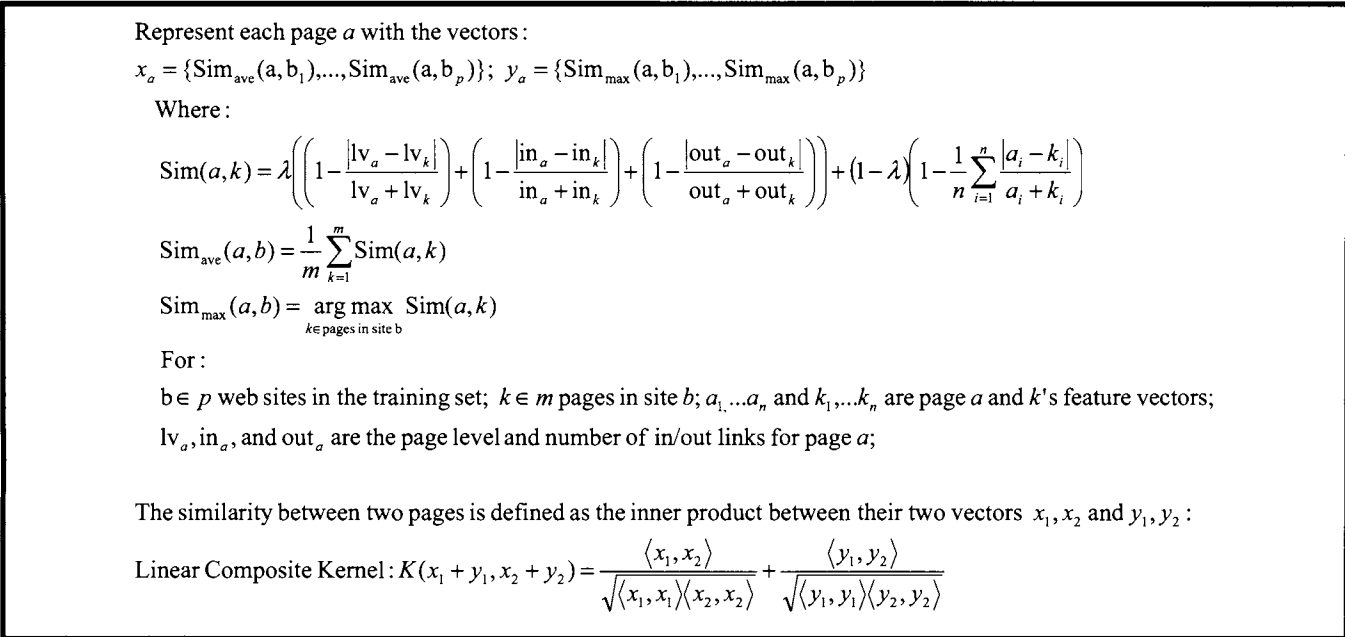 Represent each page a with the vectors :
x_a = {Sim_ave(a,b_1),...,Sim_ave(a,b_p)}; y_a = {Sim_max(a,b_1),...,Sim_max(a,b_p)}
Where :
Sim(a,k) = λ((1 − |lv_a − lv_k| / (lv_a + lv_k)) + (1 − |in_a − in_k| / (in_a + in_k)) + (1 − |out_a − out_k| / (out_a + out_k))) + (1 − λ)(1 − 1/n ∑_{i=1}^{n} |a_i − k_i| / (a_i + k_i))
Sim_ave(a,b) = 1/m ∑_{k=1}^{m} Sim(a,k)
Sim_max(a,b) = arg max_{k∈pages in site b} Sim(a,k)
For :
b ∈ p web sites in the training set; k ∈ m pages in site b; a_1,...a_n and k_1,...k_n are page a and k's feature vectors;
lv_a, in_a, and out_a are the page level and number of in/out links for page a;
The similarity between two pages is defined as the inner product between their two vectors x_1, x_2 and y_1, y_2 :
Linear Composite Kernel : K(x_1 + y_1, x_2 + y_2) = ⟨x_1, x_2⟩ / √(⟨x_1, x_1⟩⟨x_2, x_2⟩) + ⟨y_1, y_2⟩ / √(⟨y_1, y_1⟩⟨y_2, y_2⟩)